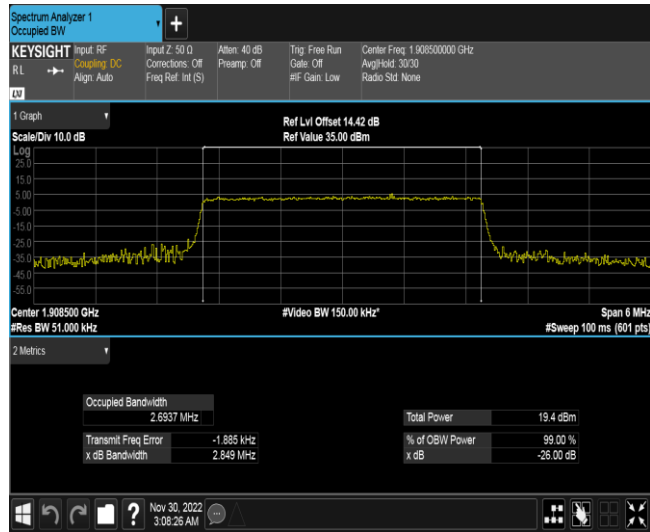 Spectrum Analyzer 1
Occupied BW
+
KEYSIGHT
RL
LXI
Input: RF
Coupling: DC
Align: Auto
Input Z: 50 Ω
Corrections: Off
Freq Ref: Int (S)
Atten: 40 dB
Preamp: Off
Trig: Free Run
Gate: Off
#IF Gain: Low
Center Freq: 1.908500000 GHz
Avg|Hold: 30/30
Radio Std: None
1 Graph
Scale/Div 10.0 dB
Ref Lvl Offset 14.42 dB
Ref Value 35.00 dBm
Log
25.0
15.0
5.00
-5.00
-15.0
-25.0
-35.0
-45.0
-55.0
Center 1.908500 GHz
#Res BW 51.000 kHz
#Video BW 150.00 kHz*
Span 6 MHz
#Sweep 100 ms (601 pts)
2 Metrics
Occupied Bandwidth
2.6937 MHz
Transmit Freq Error -1.885 kHz
x dB Bandwidth 2.849 MHz
Total Power 19.4 dBm
% of OBW Power 99.00 %
x dB -26.00 dB
?
Nov 30, 2022
3:08:26 AM